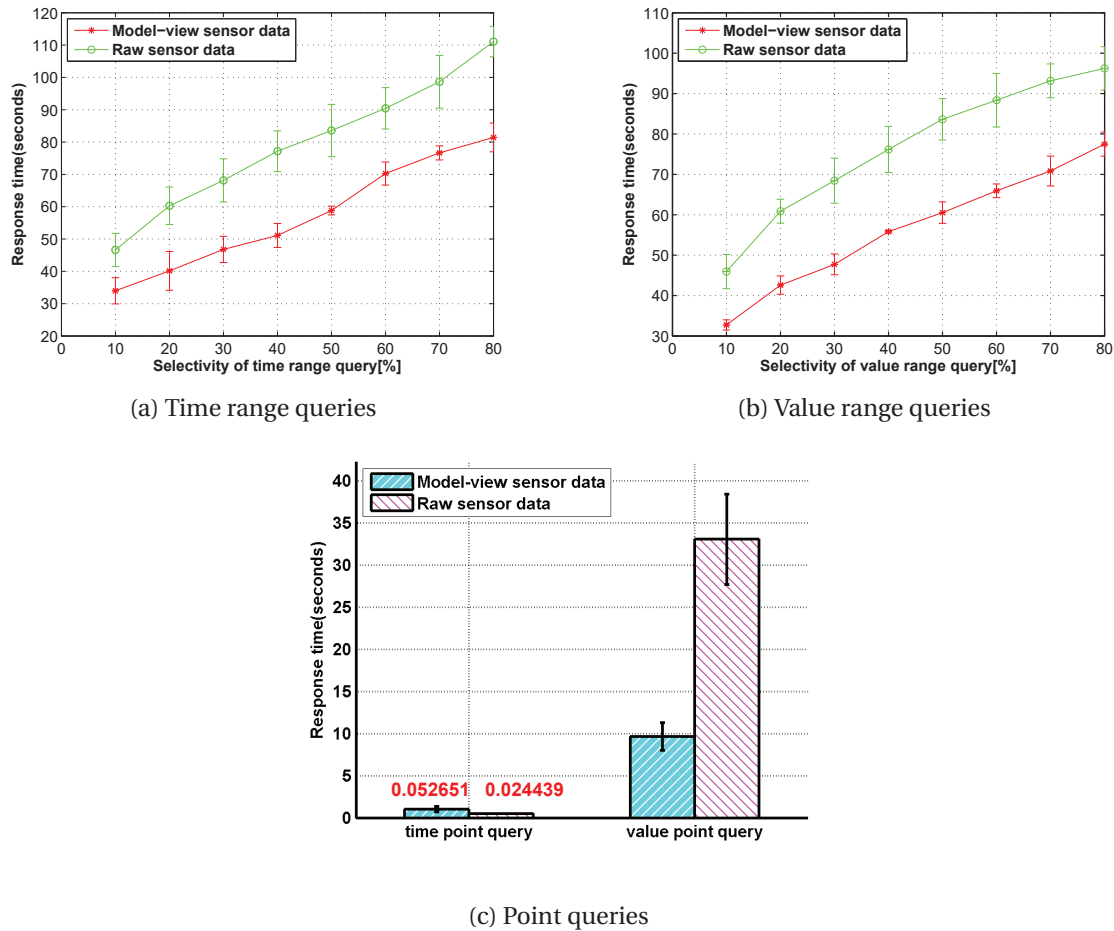 Model-view sensor data
Raw sensor data
Response time(seconds)
120
110
100
90
80
70
60
50
40
30
20
0 10 20 30 40 50 60 70 80
Selectivity of time range query[%]
(a) Time range queries
Model-view sensor data
Raw sensor data
Response time(seconds)
110
100
90
80
70
60
50
40
30
0 10 20 30 40 50 60 70 80
Selectivity of value range query[%]
(b) Value range queries
Model-view sensor data
Raw sensor data
Response time(seconds)
40
35
30
25
20
15
10
5
0
0.052651 0.024439
time point query value point query
(c) Point queries